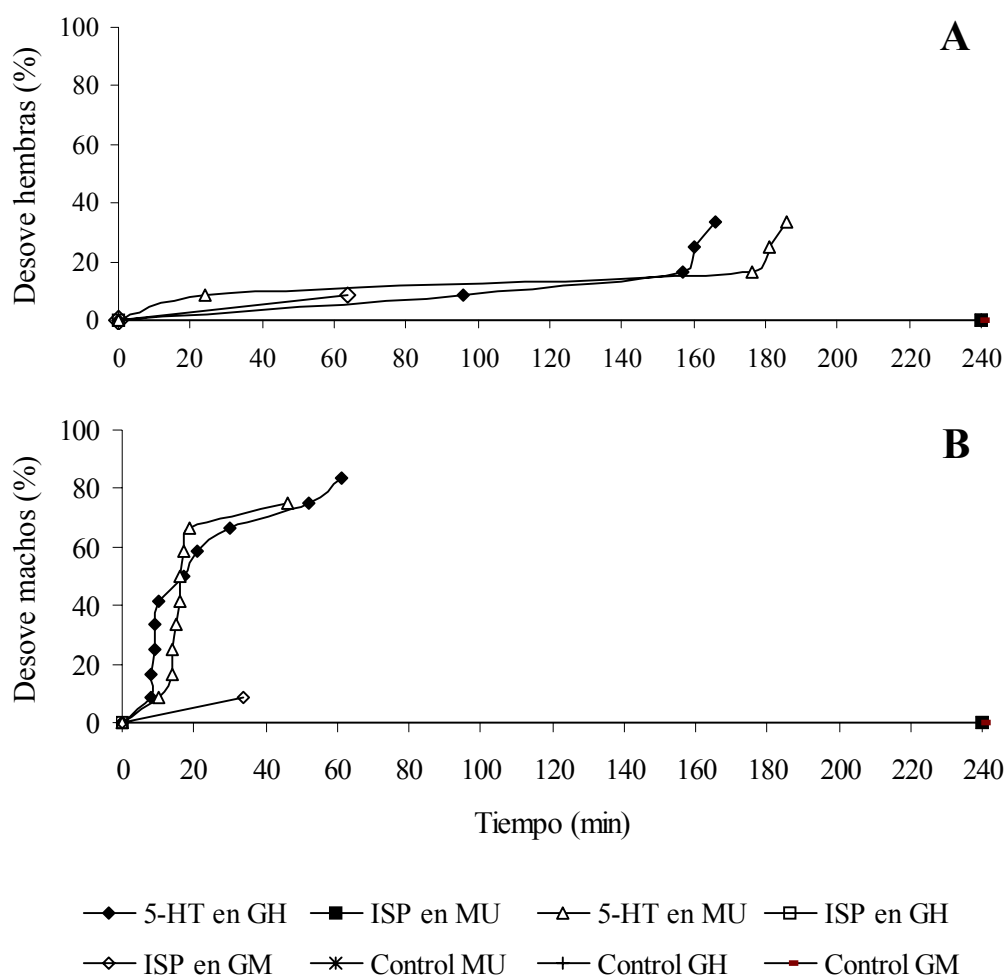 A
Desove hembras (%)
100
80
60
40
20
0
0 20 40 60 80 100 120 140 160 180 200 220 240
B
Desove machos (%)
100
80
60
40
20
0
0 20 40 60 80 100 120 140 160 180 200 220 240
Tiempo (min)
5-HT en GH ISP en MU 5-HT en MU ISP en GH
ISP en GM Control MU Control GH Control GM